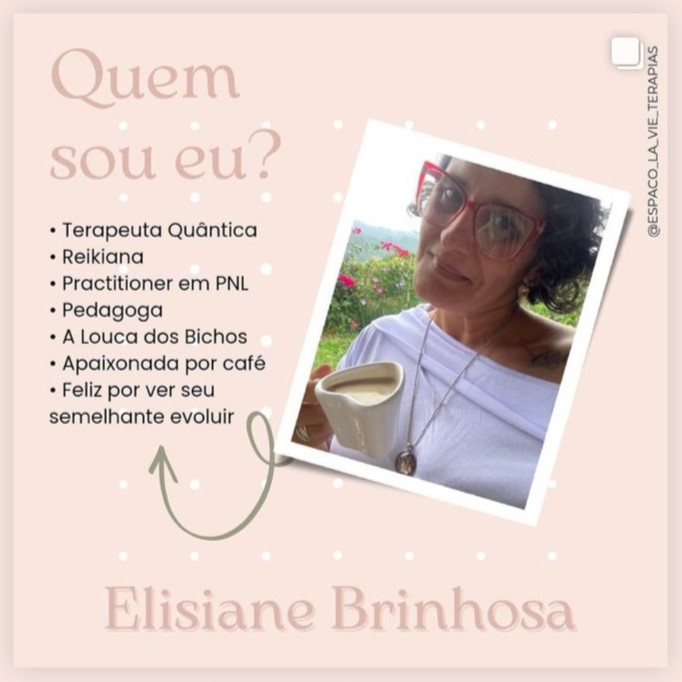 Quem
sou eu?
@ESPACO_LA_VIE_TERAPIAS
• Terapeuta Quântica
• Reikiana
• Practitioner em PNL
• Pedagoga
• A Louca dos Bichos
• Apaixonada por café
• Feliz por ver seu
semelhante evoluir
Elisiane Brinhosa